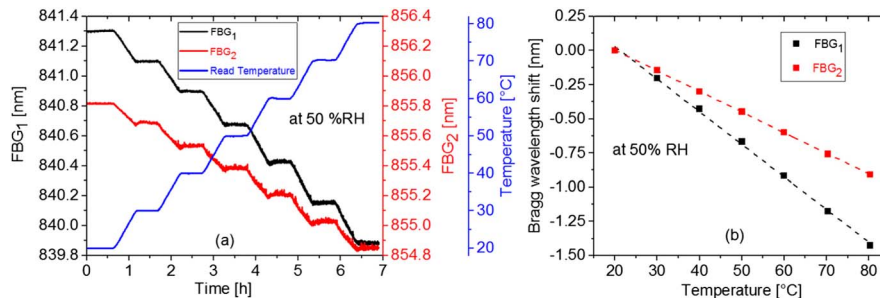 841.4
841.2
841.0
840.8
840.6
840.4
840.2
840.0
839.8
FBG1 [nm]
0 1 2 3 4 5 6 7
Time [h]
FBG1
FBG2
Read Temperature
at 50 %RH
(a)
856.4
856.2
856.0
855.8
855.6
855.4
855.2
855.0
854.8
FBG2 [nm]
80
70
60
50
40
30
20
Temperature [°C]
0.00
-0.25
-0.50
-0.75
-1.00
-1.25
-1.50
Bragg wavelength shift [nm]
20 30 40 50 60 70 80
Temperature [°C]
FBG1
FBG2
at 50% RH
(b)